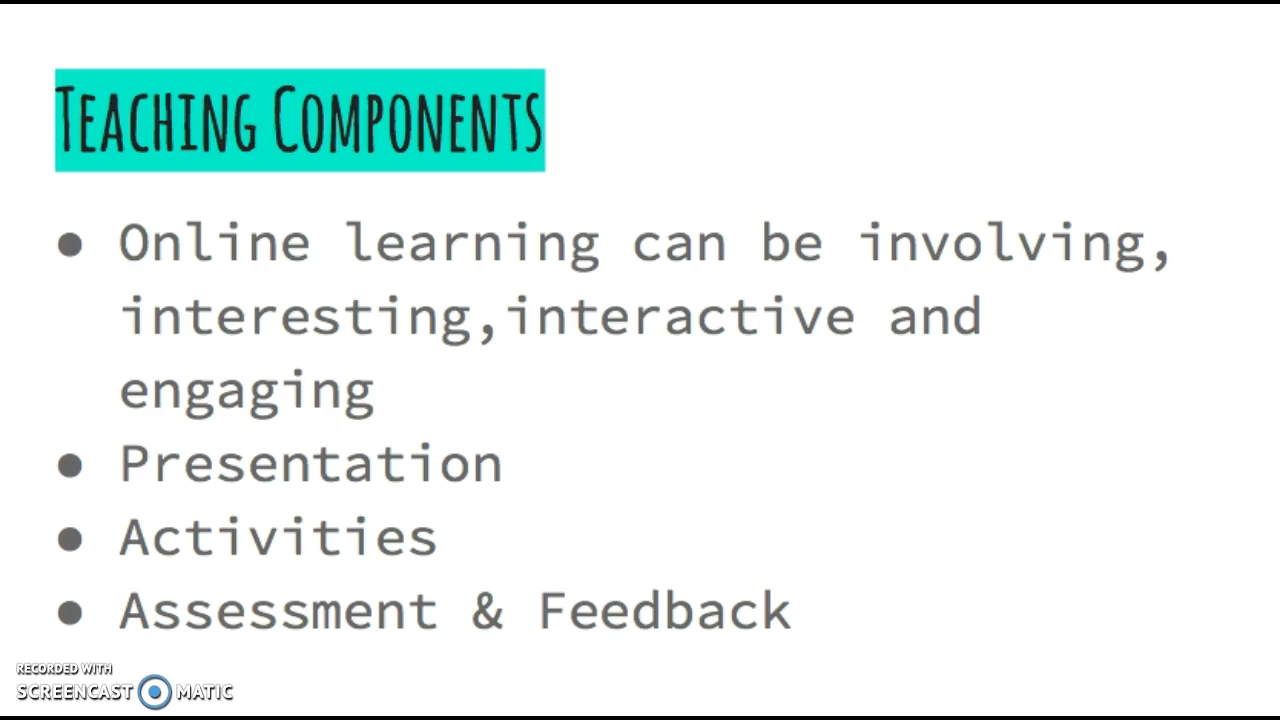 Teaching Components
● Online learning can be involving,
interesting,interactive and
engaging
● Presentation
● Activities
● Assessment & Feedback
RECORDED WITH
SCREENCAST MATIC